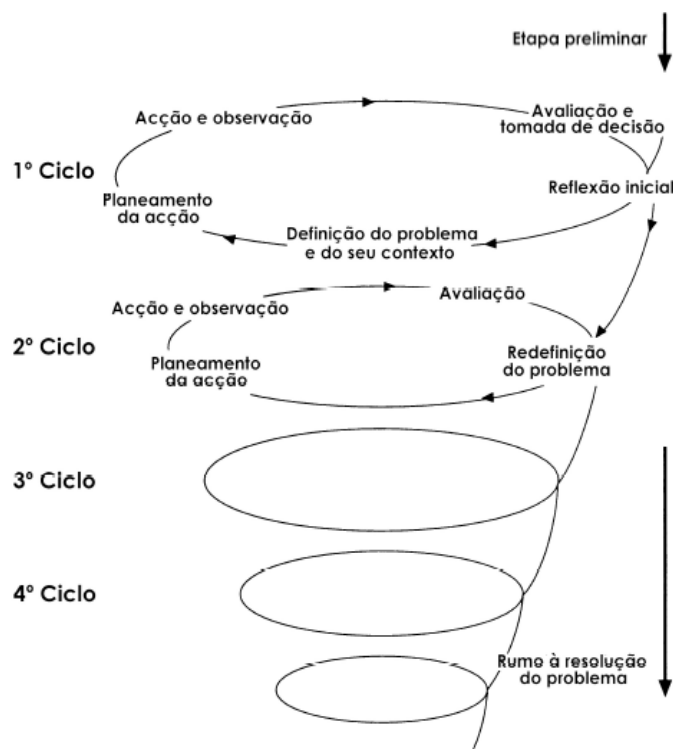 Etapa preliminar
Acção e observação
Avaliação e
tomada de decisão
1º Ciclo
Reflexão inicial
Planeamento
da acção
Definição do problema
e do seu contexto
Acção e observação
Avaliação
2º Ciclo
Planeamento
da acção
Redefinição
do problema
3º Ciclo
4º Ciclo
Rumo à resolução
do problema